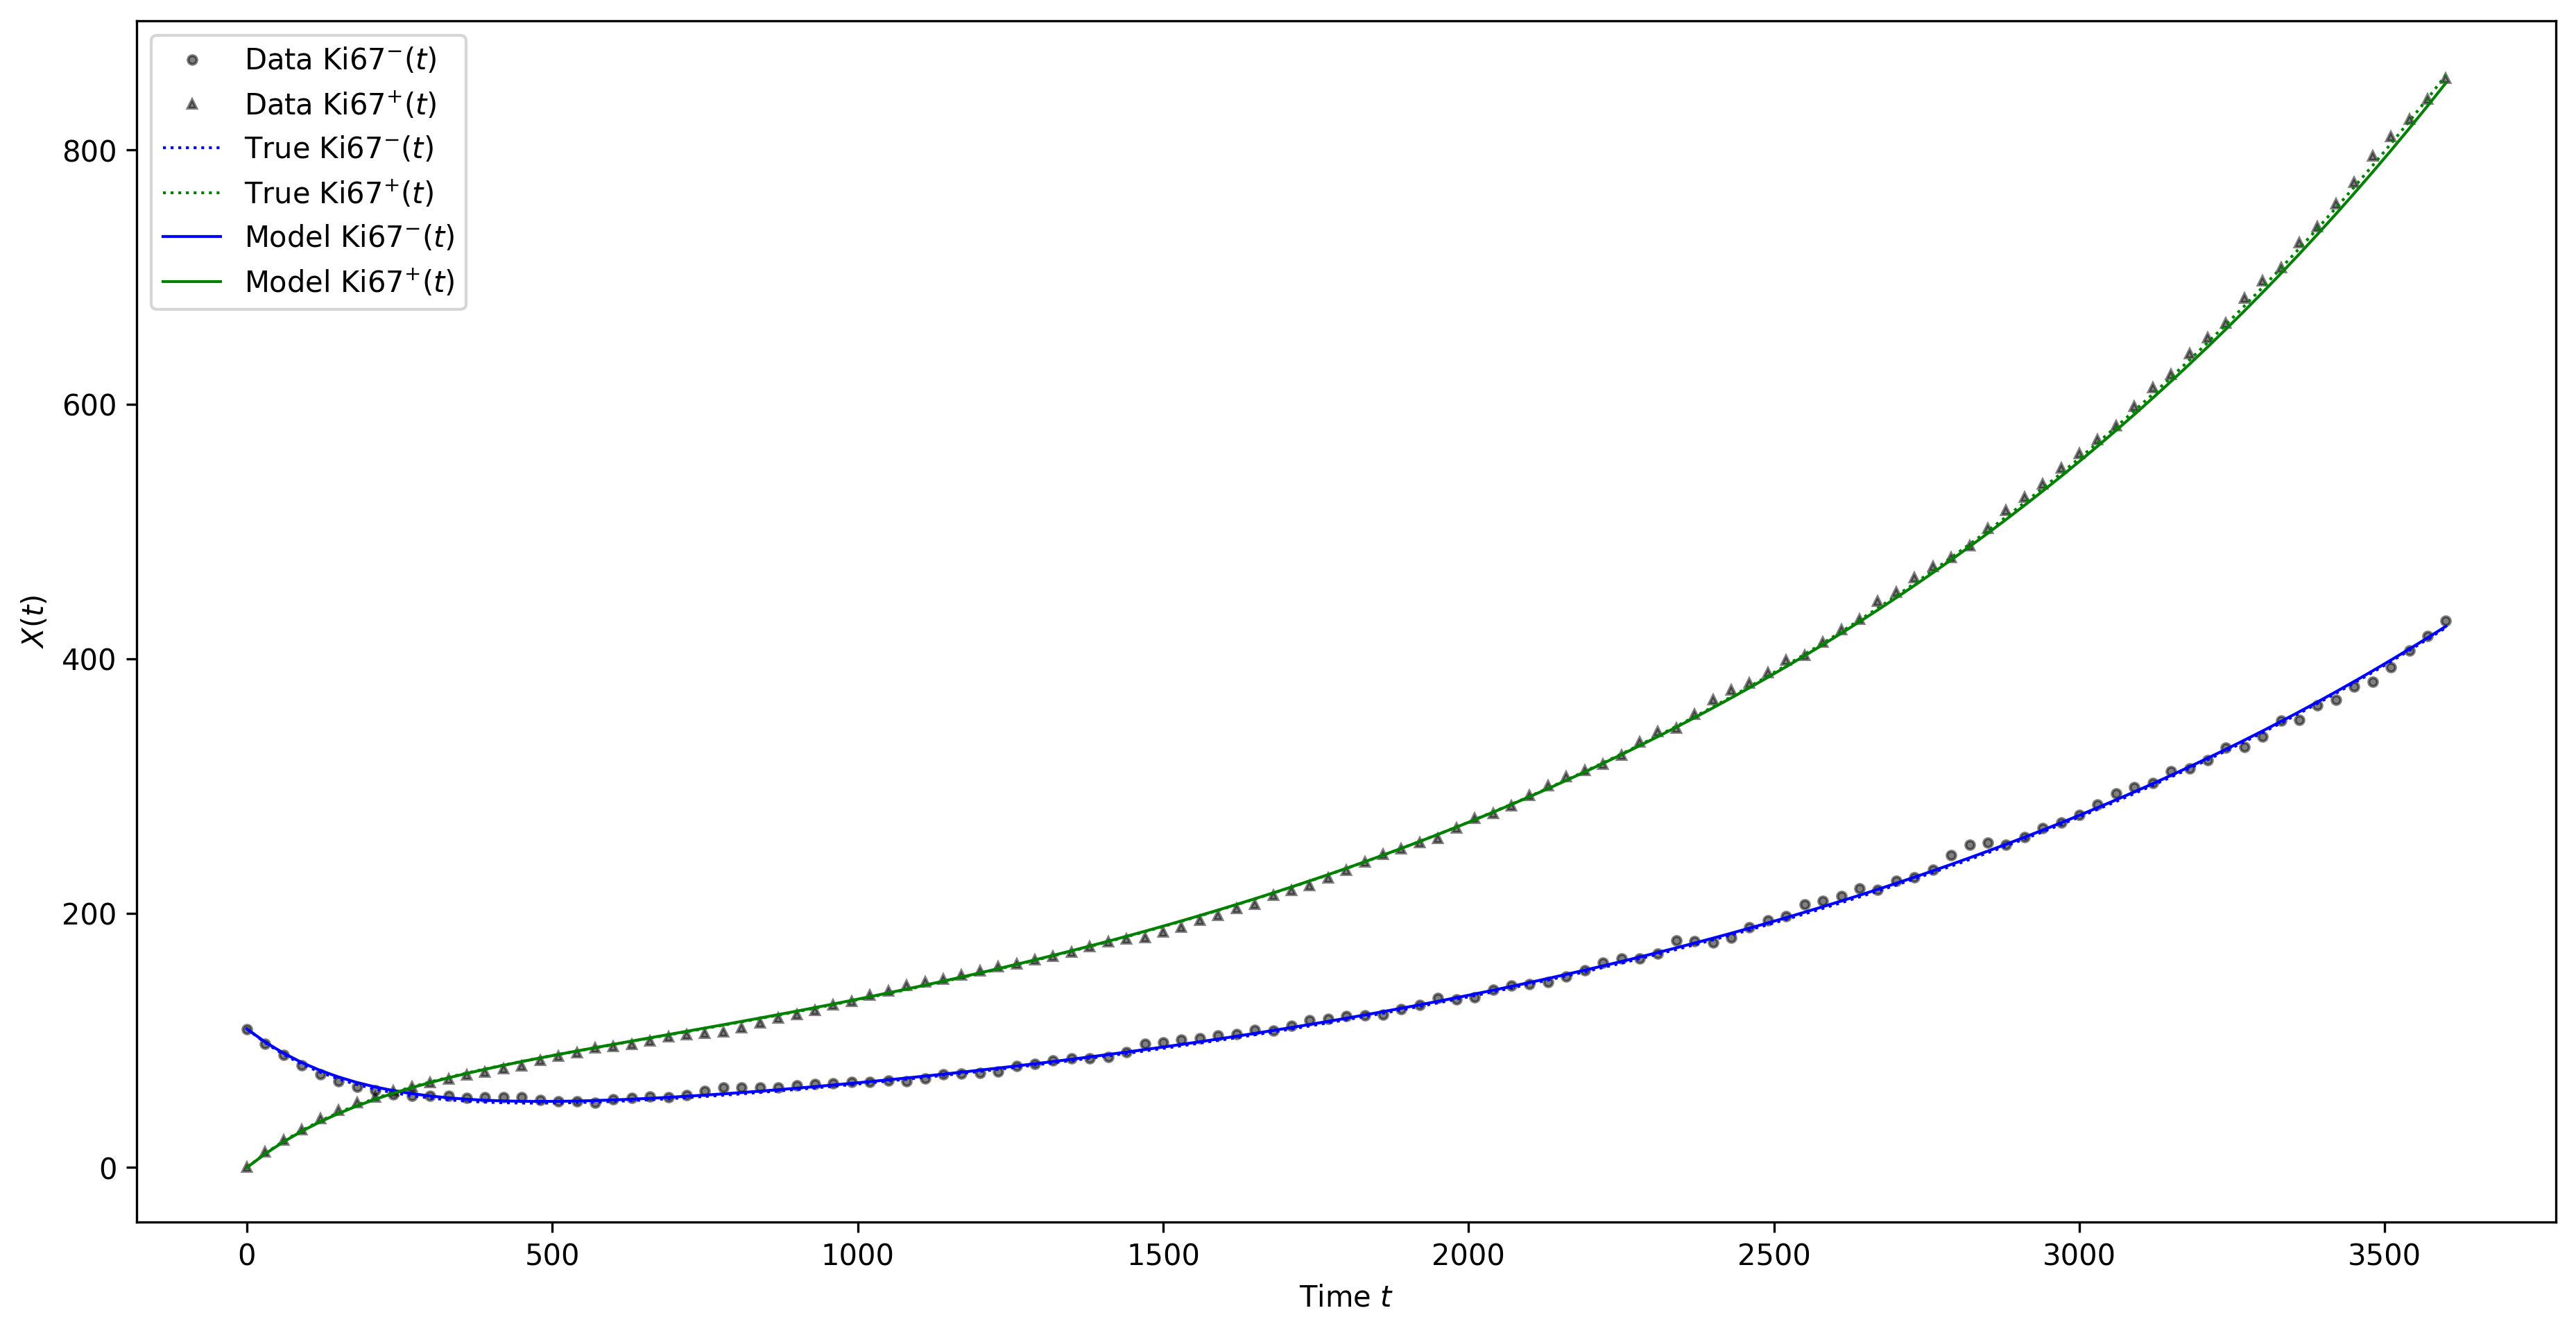 Data Ki67⁻(t)
Data Ki67⁺(t)
True Ki67⁻(t)
True Ki67⁺(t)
Model Ki67⁻(t)
Model Ki67⁺(t)
800
600
400
200
0
X(t)
0 500 1000 1500 2000 2500 3000 3500
Time t